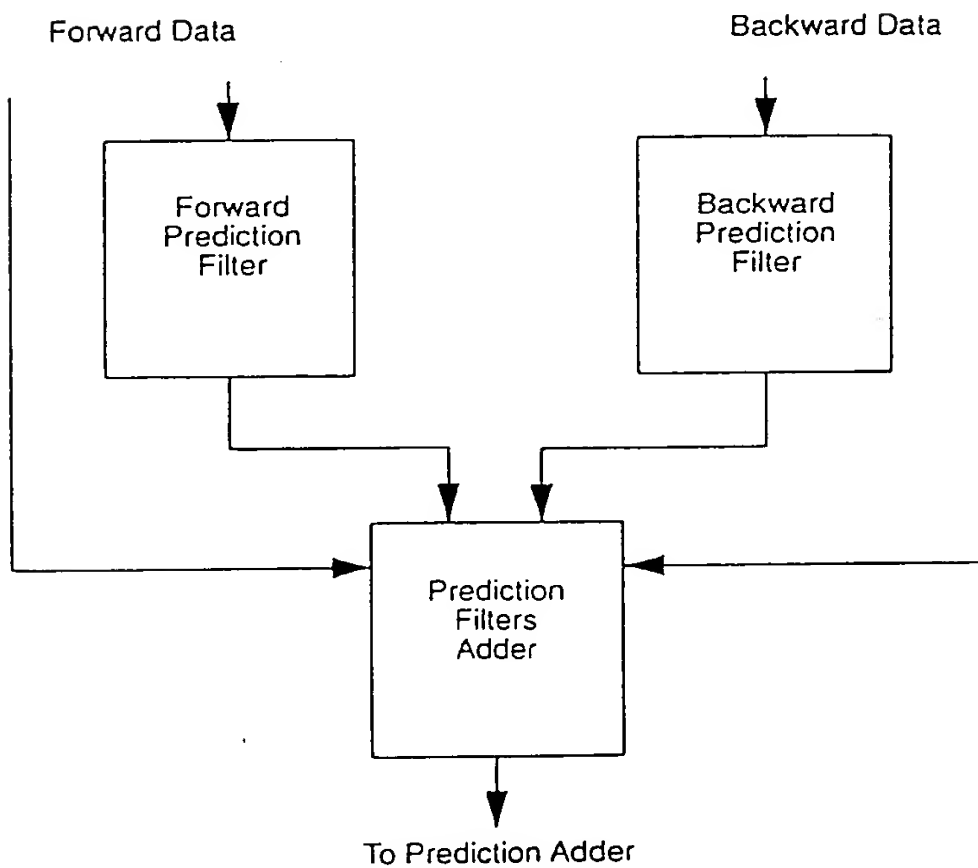 Forward Data
Backward Data
Forward
Prediction
Filter
Backward
Prediction
Filter
Prediction
Filters
Adder
To Prediction Adder